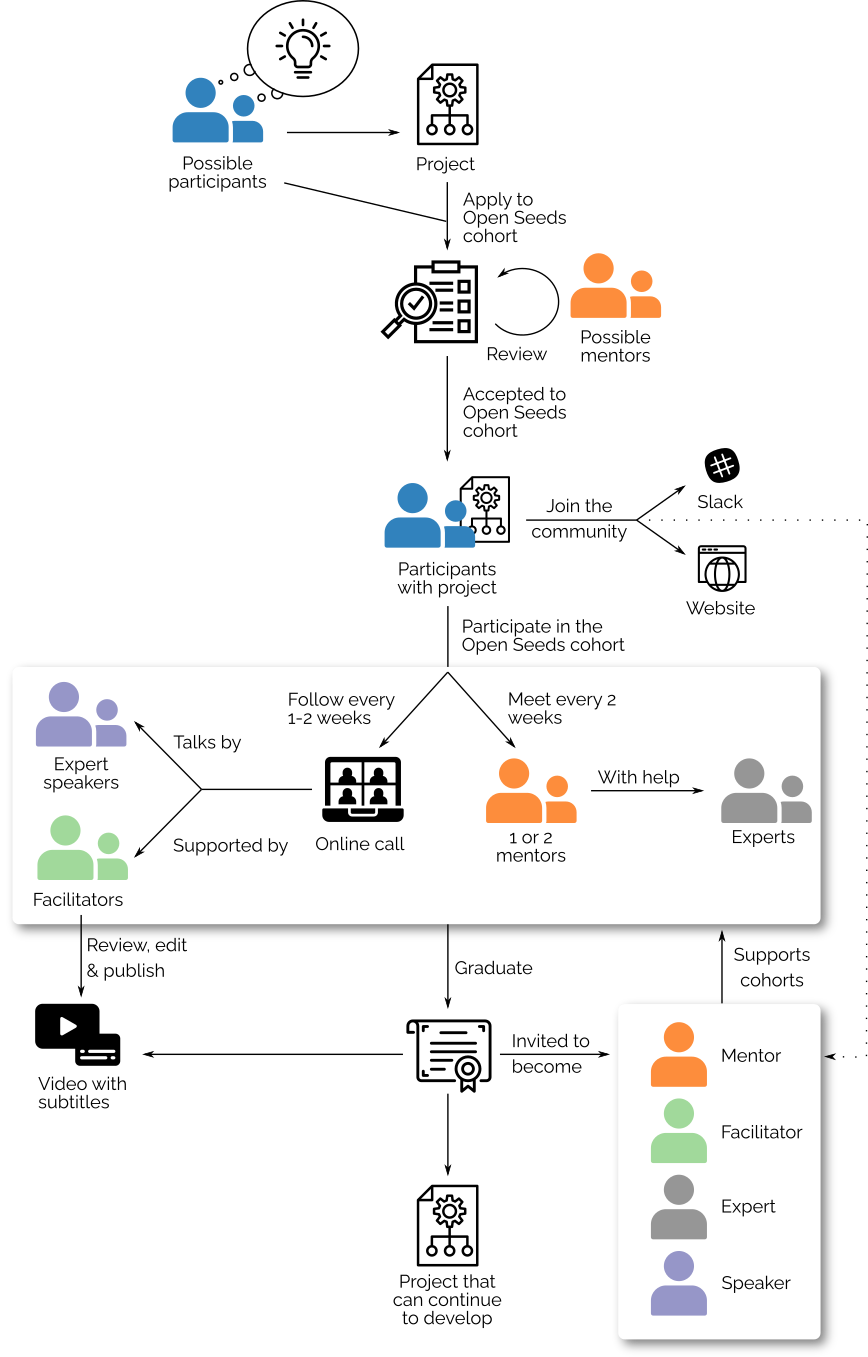 Possible
participants
Project
Apply to
Open Seeds
cohort
Review
Possible
mentors
Accepted to
Open Seeds
cohort
Join the
community
Slack
Website
Participants
with project
Participate in the
Open Seeds cohort
Follow every
1-2 weeks
Meet every 2
weeks
Expert
speakers
Talks by
With help
Supported by
Online call
1 or 2
mentors
Experts
Facilitators
Review, edit
& publish
Graduate
Supports
cohorts
Video with
subtitles
Invited to
become
Mentor
Facilitator
Expert
Speaker
Project that
can continue
to develop